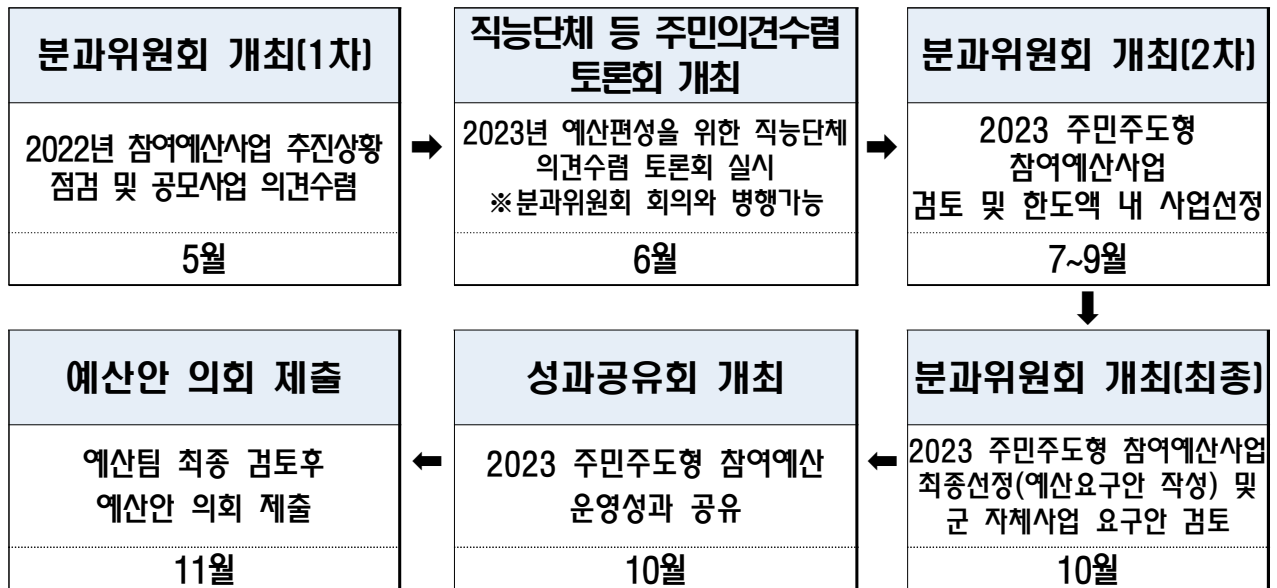 분과위원회 개최(1차)
2022년 참여예산사업 추진상황
점검 및 공모사업 의견수렴
5월
직능단체 등 주민의견수렴
토론회 개최
2023년 예산편성을 위한 직능단체
의견수렴 토론회 실시
※분과위원회 회의와 병행가능
6월
분과위원회 개최(2차)
2023 주민주도형
참여예산사업
검토 및 한도액 내 사업선정
7~9월
분과위원회 개최(최종)
2023 주민주도형 참여예산사업
최종선정(예산요구안 작성) 및
군 자체사업 요구안 검토
10월
성과공유회 개최
2023 주민주도형 참여예산
운영성과 공유
10월
예산안 의회 제출
예산팀 최종 검토후
예산안 의회 제출
11월